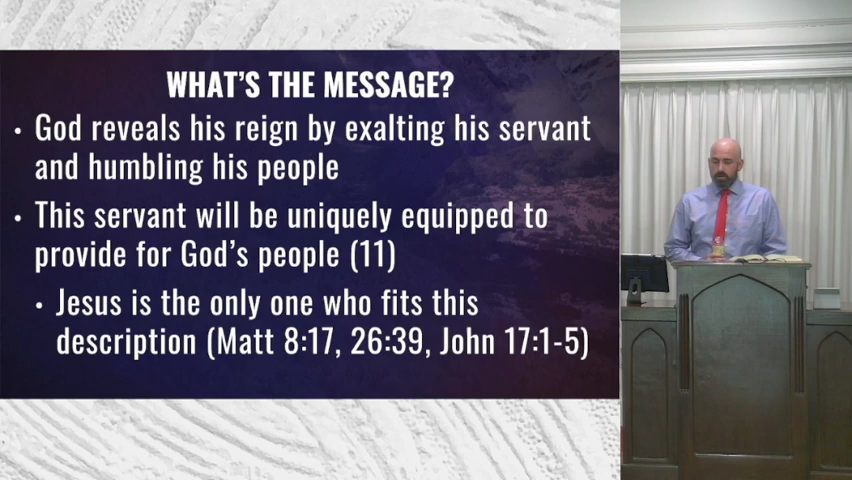 WHAT'S THE MESSAGE?
• God reveals his reign by exalting his servant
and humbling his people
• This servant will be uniquely equipped to
provide for God's people (11)
• Jesus is the only one who fits this
description (Matt 8:17, 26:39, John 17:1-5)